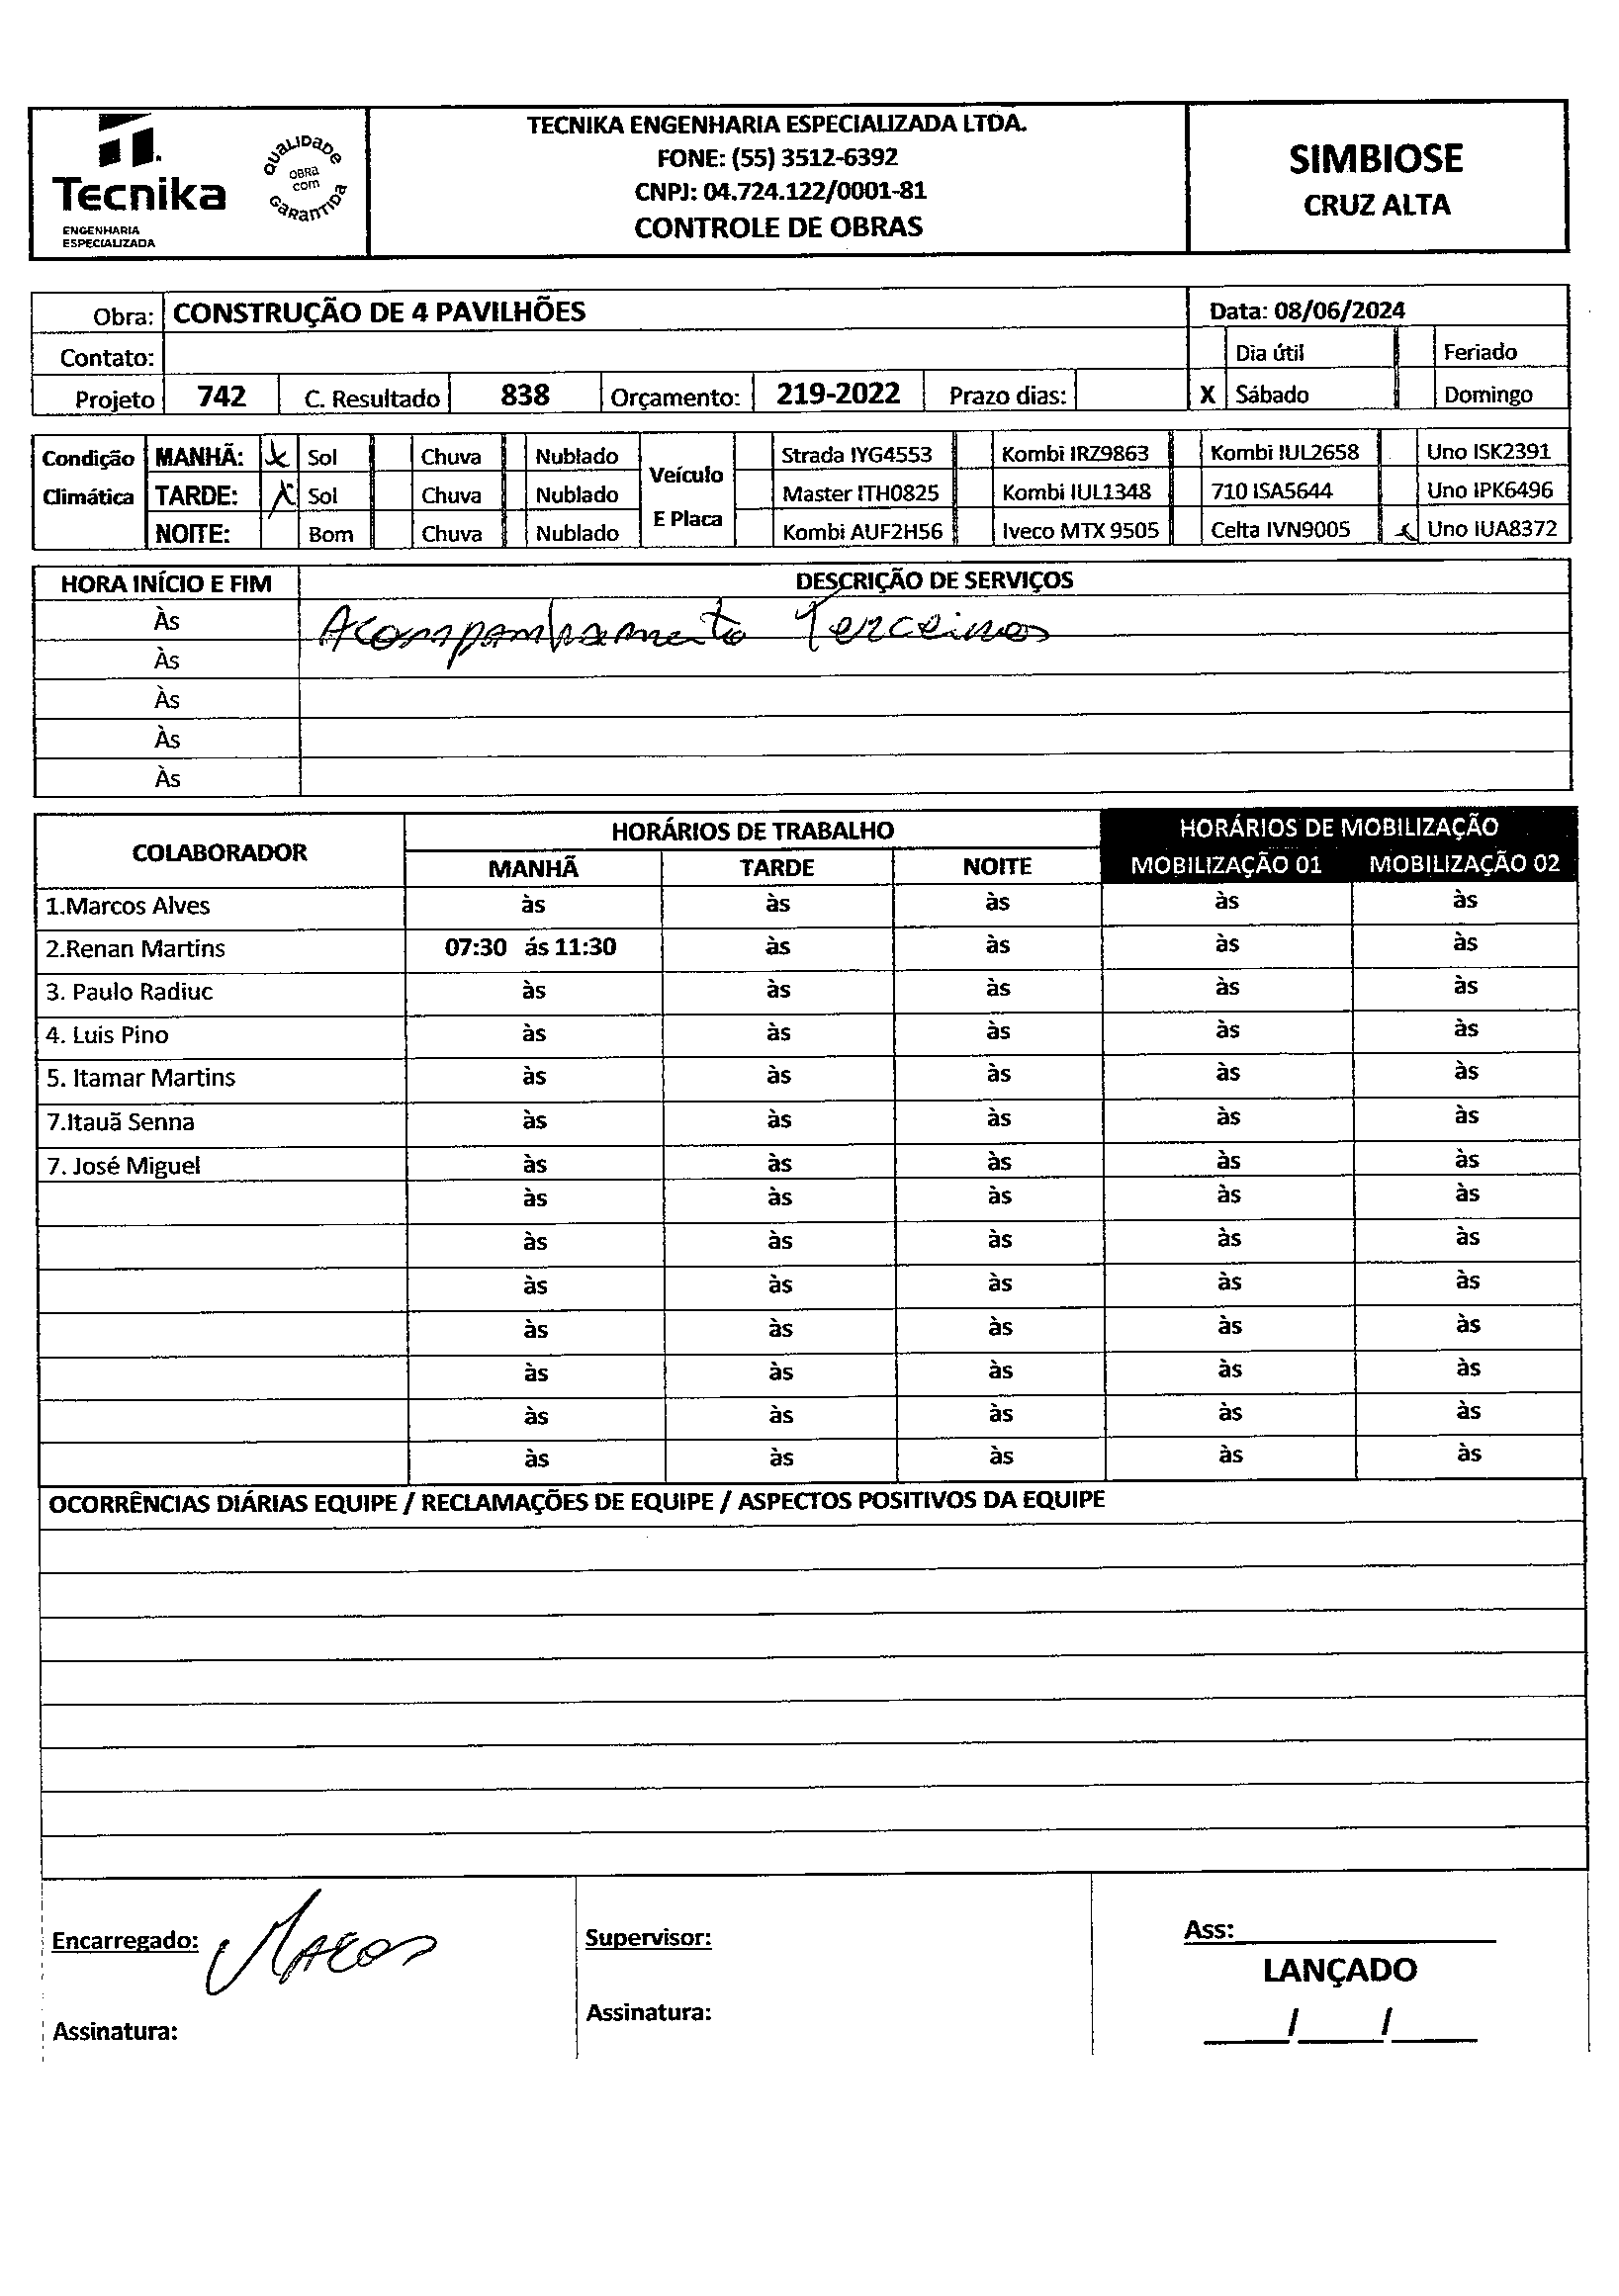 Tecnika
ENGENHARIA
ESPECIALIZADA
QUALIDADE
OBRA
COM
GARANTIDA
TECNIKA ENGENHARIA ESPECIALIZADA LTDA.
FONE: (55) 3512-6392
CNPJ: 04.724.122/0001-81
CONTROLE DE OBRAS
SIMBIOSE
CRUZ ALTA
Obra: CONSTRUÇÃO DE 4 PAVILHÕES Data: 08/06/2024
Contato: Dia útil Feriado
Projeto 742 C. Resultado 838 Orçamento: 219-2022 Prazo dias: X Sábado Domingo
Condição Climática
MANHÃ: X Sol Chuva Nublado
TARDE: X Sol Chuva Nublado
NOITE: Bom Chuva Nublado
Veículo E Placa
Strada IYG4553 Kombi IRZ9863 Kombi IUL2658 Uno ISK2391
Master ITH0825 Kombi IUL1348 710 ISA5644 Uno IPK6496
Kombi AUF2H56 Iveco MTX 9505 Celta IVN9005 X Uno IUA8372
HORA INÍCIO E FIM DESCRIÇÃO DE SERVIÇOS
Às Acompanhamento Terceiros
Às
Às
Às
Às
COLABORADOR HORÁRIOS DE TRABALHO HORÁRIOS DE MOBILIZAÇÃO
MANHÃ TARDE NOITE MOBILIZAÇÃO 01 MOBILIZAÇÃO 02
1.Marcos Alves às às às às às
2.Renan Martins 07:30 ás 11:30 às às às às
3. Paulo Radiuc às às às às às
4. Luis Pino às às às às às
5. Itamar Martins às às às às às
7.Itauã Senna às às às às às
7. José Miguel às às às às às
às às às às às
às às às às às
às às às às às
às às às às às
às às às às às
às às às às às
às às às às às
OCORRÊNCIAS DIÁRIAS EQUIPE / RECLAMAÇÕES DE EQUIPE / ASPECTOS POSITIVOS DA EQUIPE
Encarregado: Marcos
Assinatura:
Supervisor:
Assinatura:
Ass:
LANÇADO
____/____/____